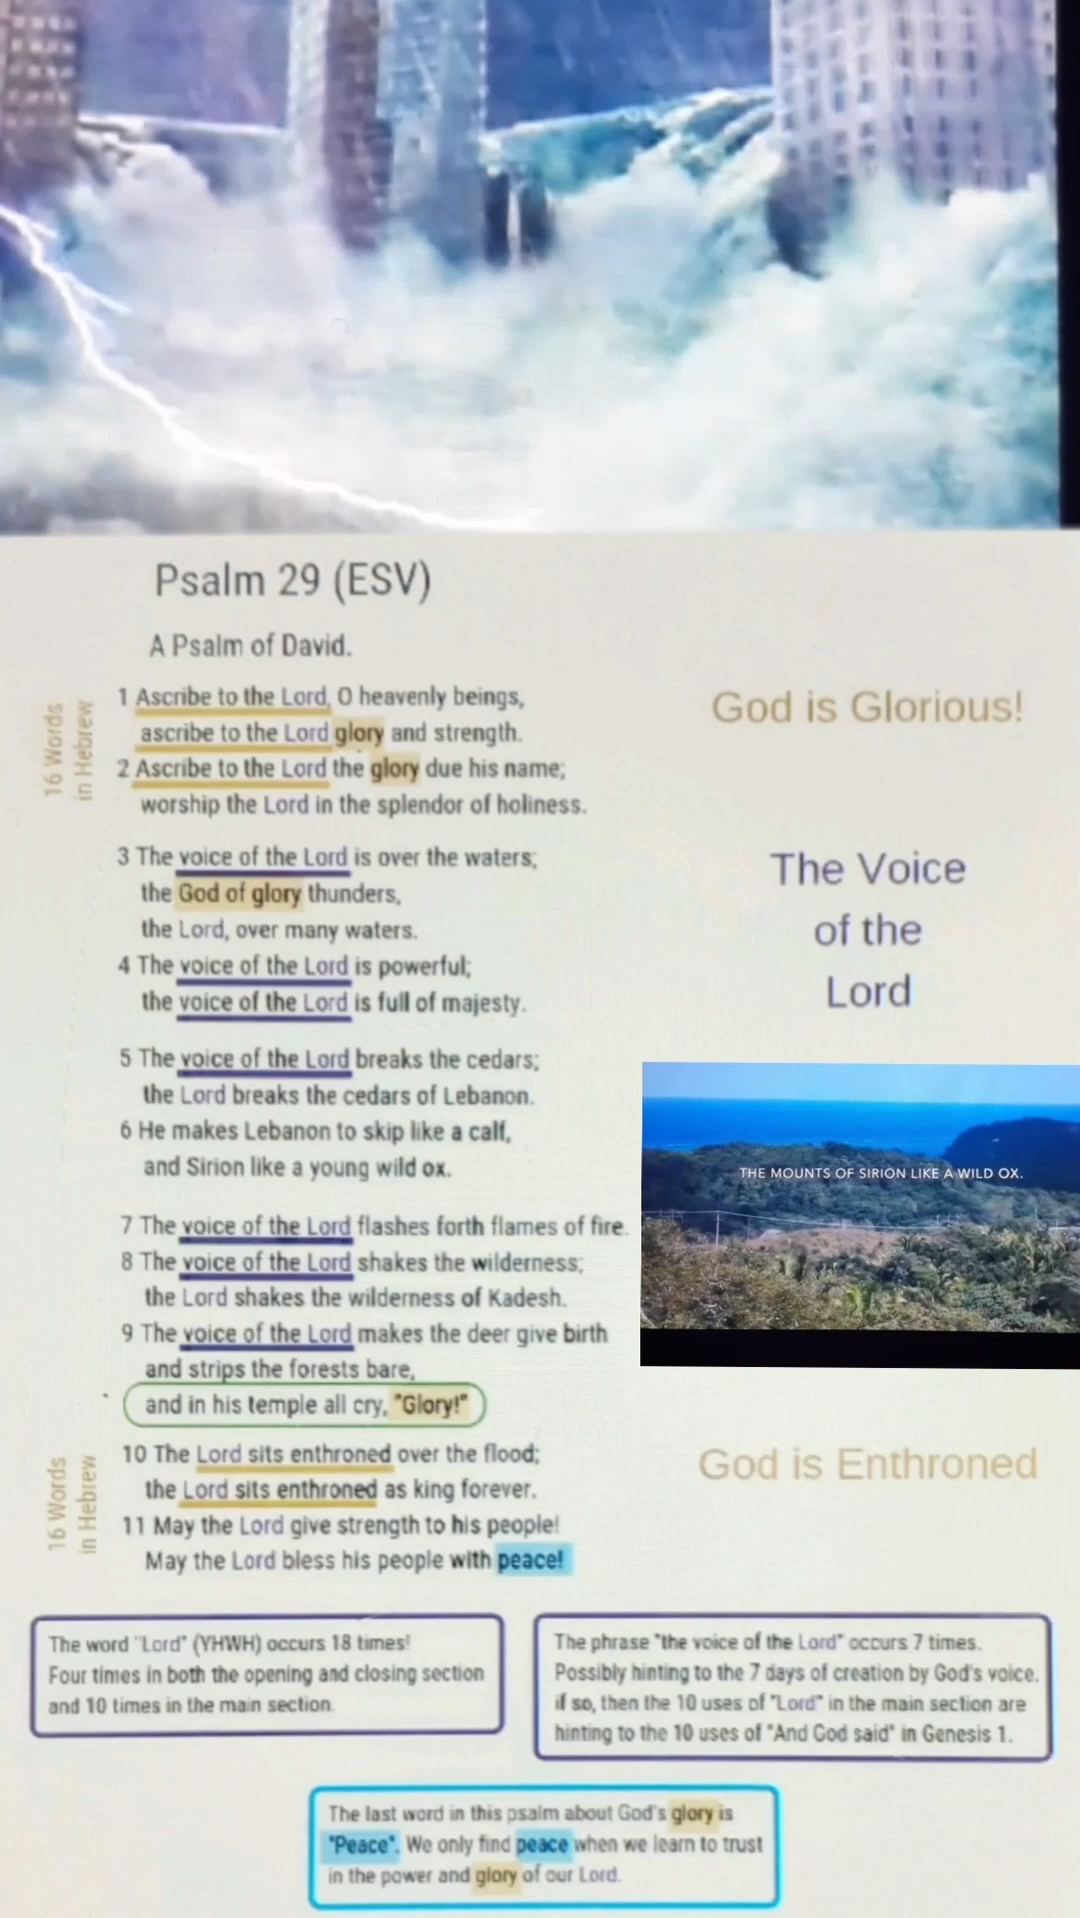 Psalm 29 (ESV)
A Psalm of David.
16 Words
in Hebrew
1 Ascribe to the Lord, O heavenly beings,
ascribe to the Lord glory and strength.
2 Ascribe to the Lord the glory due his name;
worship the Lord in the splendor of holiness.
God is Glorious!
3 The voice of the Lord is over the waters;
the God of glory thunders,
the Lord, over many waters.
4 The voice of the Lord is powerful;
the voice of the Lord is full of majesty.
The Voice
of the
Lord
5 The voice of the Lord breaks the cedars;
the Lord breaks the cedars of Lebanon.
6 He makes Lebanon to skip like a calf,
and Sirion like a young wild ox.
THE MOUNTS OF SIRION LIKE A WILD OX.
7 The voice of the Lord flashes forth flames of fire.
8 The voice of the Lord shakes the wilderness;
the Lord shakes the wilderness of Kadesh.
9 The voice of the Lord makes the deer give birth
and strips the forests bare,
and in his temple all cry, "Glory!"
16 Words
in Hebrew
10 The Lord sits enthroned over the flood;
the Lord sits enthroned as king forever.
11 May the Lord give strength to his people!
May the Lord bless his people with peace!
God is Enthroned
The word "Lord" (YHWH) occurs 18 times!
Four times in both the opening and closing section
and 10 times in the main section.
The phrase "the voice of the Lord" occurs 7 times.
Possibly hinting to the 7 days of creation by God's voice.
if so, then the 10 uses of "Lord" in the main section are
hinting to the 10 uses of "And God said" in Genesis 1.
The last word in this psalm about God's glory is
"Peace". We only find peace when we learn to trust
in the power and glory of our Lord.